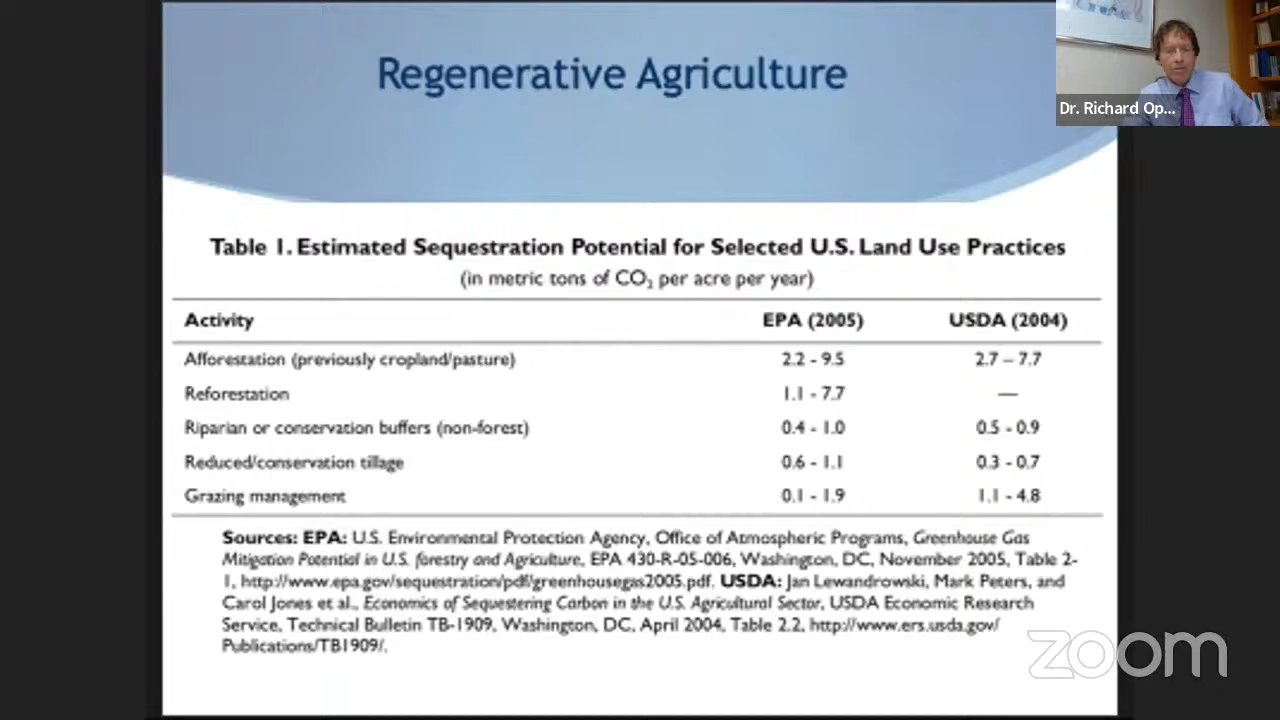 Regenerative Agriculture
Dr. Richard Op...
Table 1. Estimated Sequestration Potential for Selected U.S. Land Use Practices
(in metric tons of CO₂ per acre per year)
Activity EPA (2005) USDA (2004)
Afforestation (previously cropland/pasture) 2.2 - 9.5 2.7 – 7.7
Reforestation 1.1 - 7.7 —
Riparian or conservation buffers (non-forest) 0.4 - 1.0 0.5 - 0.9
Reduced/conservation tillage 0.6 - 1.1 0.3 - 0.7
Grazing management 0.1 - 1.9 1.1 - 4.8
Sources: EPA: U.S. Environmental Protection Agency, Office of Atmospheric Programs, Greenhouse Gas
Mitigation Potential in U.S. forestry and Agriculture, EPA 430-R-05-006, Washington, DC, November 2005, Table 2-
1, http://www.epa.gov/sequestration/pdf/greenhousegas2005.pdf. USDA: Jan Lewandrowski, Mark Peters, and
Carol Jones et al., Economics of Sequestering Carbon in the U.S. Agricultural Sector, USDA Economic Research
Service, Technical Bulletin TB-1909, Washington, DC, April 2004, Table 2.2, http://www.ers.usda.gov/
Publications/TB1909/.
zoom